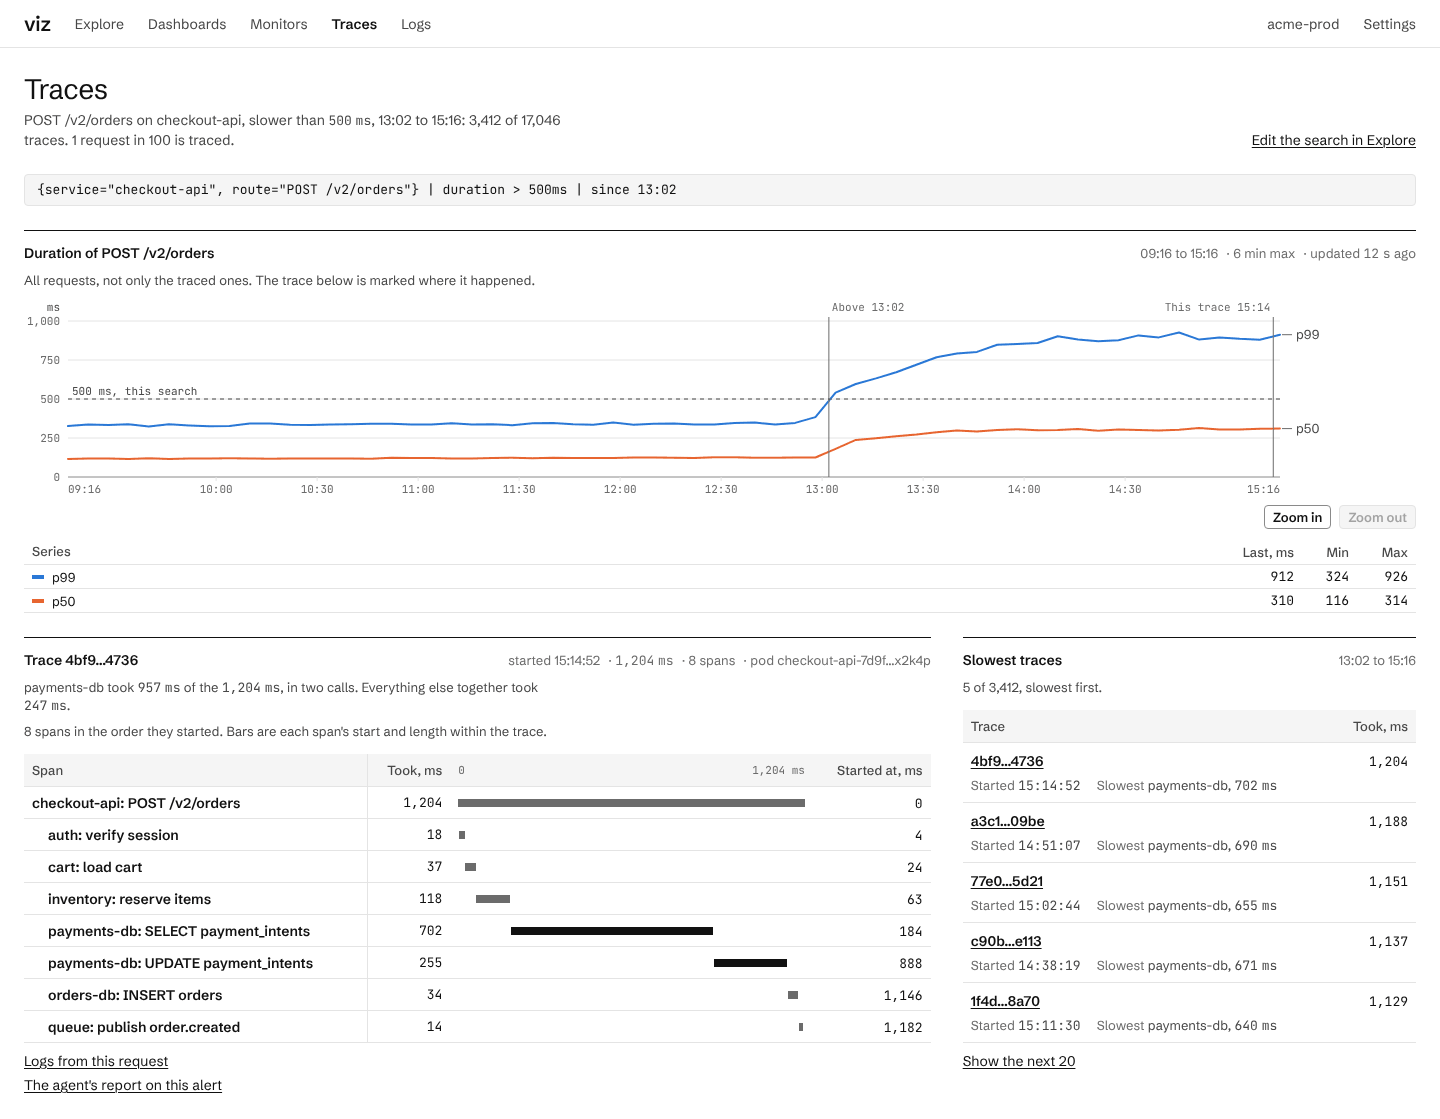 viz Explore Dashboards Monitors Traces Logs acme-prod Settings
Traces
POST /v2/orders on checkout-api, slower than 500 ms, 13:02 to 15:16: 3,412 of 17,046
traces. 1 request in 100 is traced.
Edit the search in Explore
{service="checkout-api", route="POST /v2/orders"} | duration > 500ms | since 13:02
Duration of POST /v2/orders 09:16 to 15:16 · 6 min max · updated 12 s ago
All requests, not only the traced ones. The trace below is marked where it happened.
ms Above 13:02 This trace 15:14
1,000
p99
750
500 ms, this search
500
p50
250
0
09:16 10:00 10:30 11:00 11:30 12:00 12:30 13:00 13:30 14:00 14:30 15:16
Zoom in Zoom out
Series Last, ms Min Max
p99 912 324 926
p50 310 116 314
Trace 4bf9…4736 started 15:14:52 · 1,204 ms · 8 spans · pod checkout-api-7d9f…x2k4p
payments-db took 957 ms of the 1,204 ms, in two calls. Everything else together took
247 ms.
8 spans in the order they started. Bars are each span's start and length within the trace.
Span Took, ms 0 1,204 ms Started at, ms
checkout-api: POST /v2/orders 1,204 0
auth: verify session 18 4
cart: load cart 37 24
inventory: reserve items 118 63
payments-db: SELECT payment_intents 702 184
payments-db: UPDATE payment_intents 255 888
orders-db: INSERT orders 34 1,146
queue: publish order.created 14 1,182
Logs from this request
The agent's report on this alert
Slowest traces 13:02 to 15:16
5 of 3,412, slowest first.
Trace Took, ms
4bf9…4736 1,204
Started 15:14:52 Slowest payments-db, 702 ms
a3c1…09be 1,188
Started 14:51:07 Slowest payments-db, 690 ms
77e0…5d21 1,151
Started 15:02:44 Slowest payments-db, 655 ms
c90b…e113 1,137
Started 14:38:19 Slowest payments-db, 671 ms
1f4d…8a70 1,129
Started 15:11:30 Slowest payments-db, 640 ms
Show the next 20